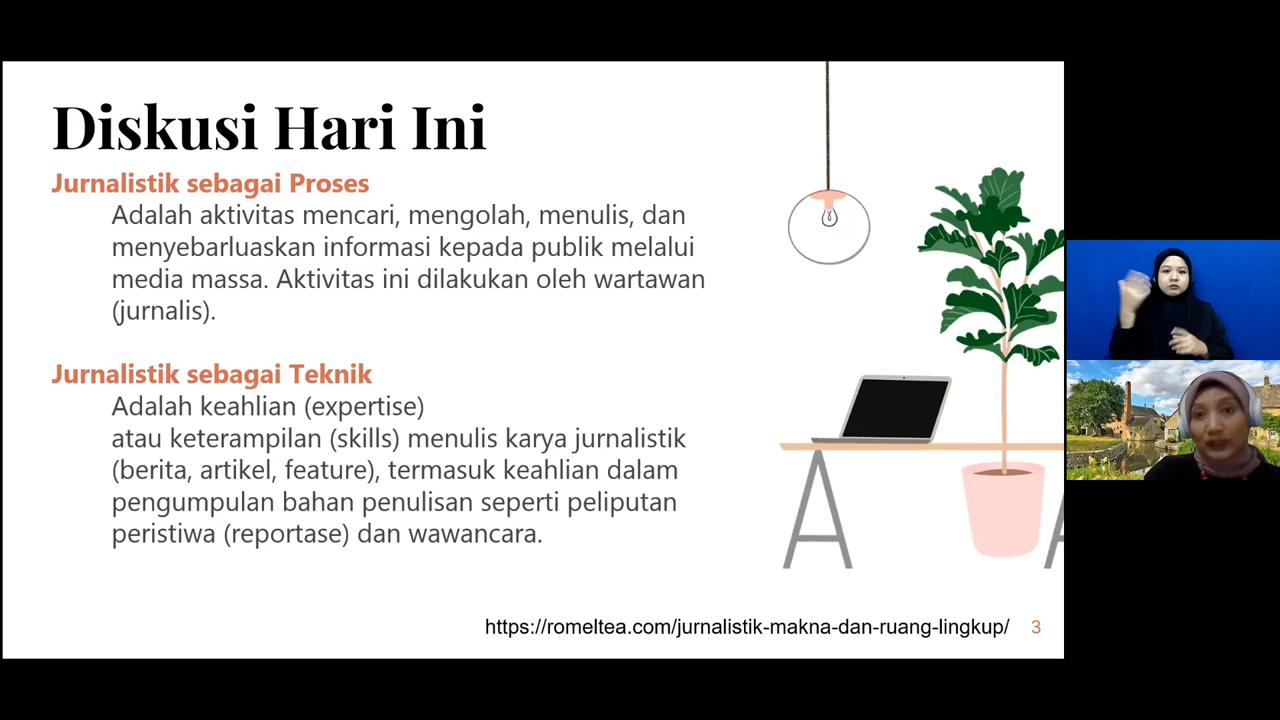 Diskusi Hari Ini
Jurnalistik sebagai Proses
Adalah aktivitas mencari, mengolah, menulis, dan
menyebarluaskan informasi kepada publik melalui
media massa. Aktivitas ini dilakukan oleh wartawan
(jurnalis).
Jurnalistik sebagai Teknik
Adalah keahlian (expertise)
atau keterampilan (skills) menulis karya jurnalistik
(berita, artikel, feature), termasuk keahlian dalam
pengumpulan bahan penulisan seperti peliputan
peristiwa (reportase) dan wawancara.
https://romeltea.com/jurnalistik-makna-dan-ruang-lingkup/ 3